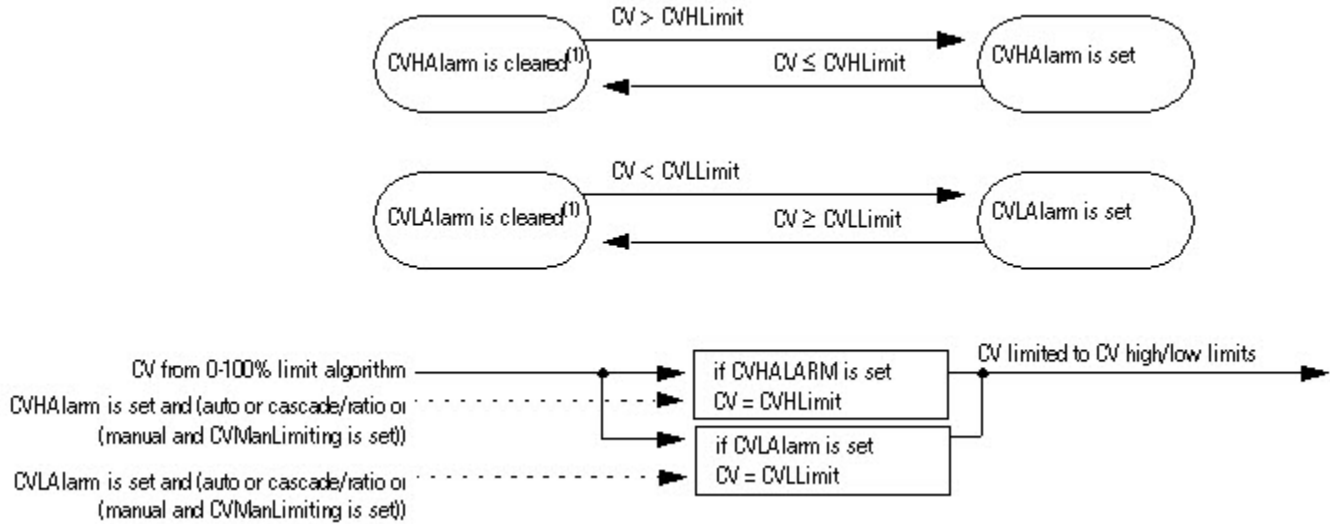 CV > CVHLimit
CVHAlarm is cleared(1)
CV ≤ CVHLimit
CVHAlarm is set
CV < CVLLimit
CVLAlarm is cleared(1)
CV ≥ CVLLimit
CVLAlarm is set
CV from 0-100% limit algorithm
CVHAlarm is set and (auto or cascade/ratio or
(manual and CVManLimiting is set))
CVLAlarm is set and (auto or cascade/ratio or
(manual and CVManLimiting is set))
if CVHALARM is set
CV = CVHLimit
if CVLAlarm is set
CV = CVLLimit
CV limited to CV high/low limits